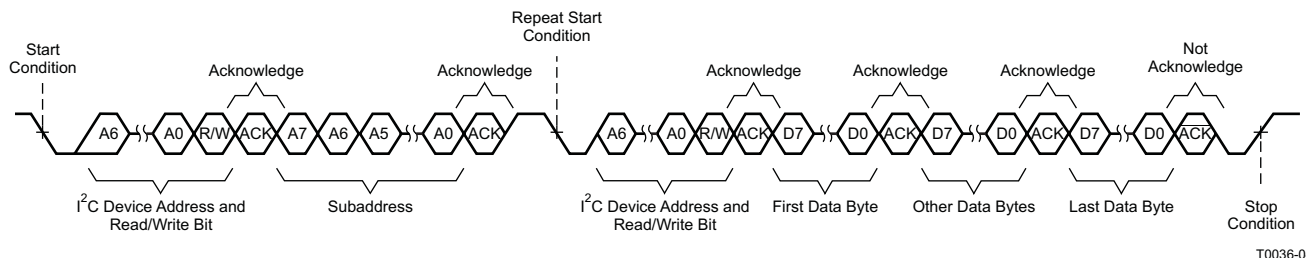 Repeat Start
Condition
Start
Condition
Not
Acknowledge
Acknowledge
Acknowledge
Acknowledge
Acknowledge
Acknowledge
A6 A0 R/W ACK A7 A6 A5 A0 ACK A6 A0 R/W ACK D7 D0 ACK D7 D0 ACK D7 D0 ACK
I²C Device Address and
Read/Write Bit
Subaddress
I²C Device Address and
Read/Write Bit
First Data Byte
Other Data Bytes
Last Data Byte
Stop
Condition
T0036-0